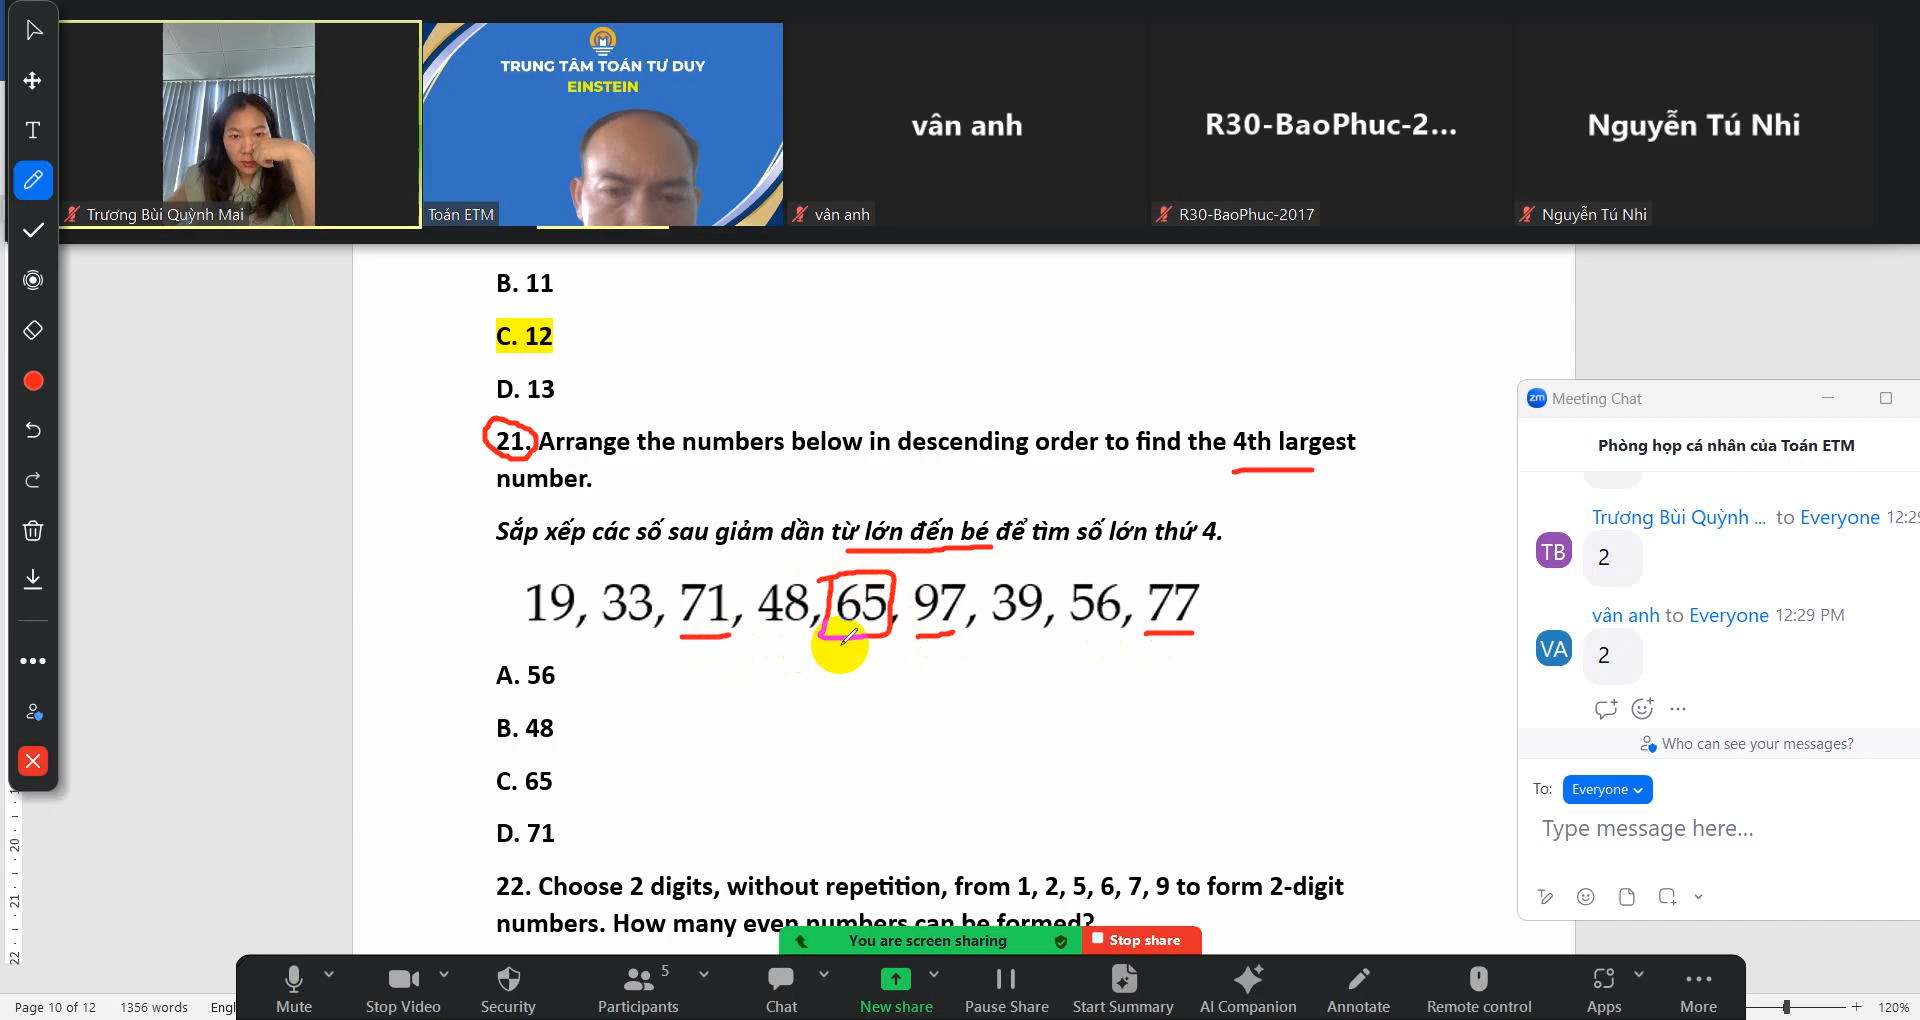 TRUNG TÂM TOÁN TƯ DUY
EINSTEIN
vân anh
R30-BaoPhuc-2...
Nguyễn Tú Nhi
Trương Bùi Quỳnh Mai
Toán ETM
vân anh
R30-BaoPhuc-2017
Nguyễn Tú Nhi
T
B. 11
C. 12
D. 13
21. Arrange the numbers below in descending order to find the 4th largest
number.
Sắp xếp các số sau giảm dần từ lớn đến bé để tìm số lớn thứ 4.
19, 33, 71, 48, 65, 97, 39, 56, 77
A. 56
B. 48
C. 65
D. 71
22. Choose 2 digits, without repetition, from 1, 2, 5, 6, 7, 9 to form 2-digit
numbers. How many even numbers can be formed?
zm Meeting Chat
Phòng họp cá nhân của Toán ETM
Trương Bùi Quỳnh ... to Everyone 12:29
TB
2
vân anh to Everyone 12:29 PM
VA
2
Who can see your messages?
To: Everyone
Type message here...
You are screen sharing
Stop share
Mute
Stop Video
Security
5
Participants
Chat
New share
Pause Share
Start Summary
AI Companion
Annotate
Remote control
Apps
More
20
21
22
Page 10 of 12
1356 words
120%